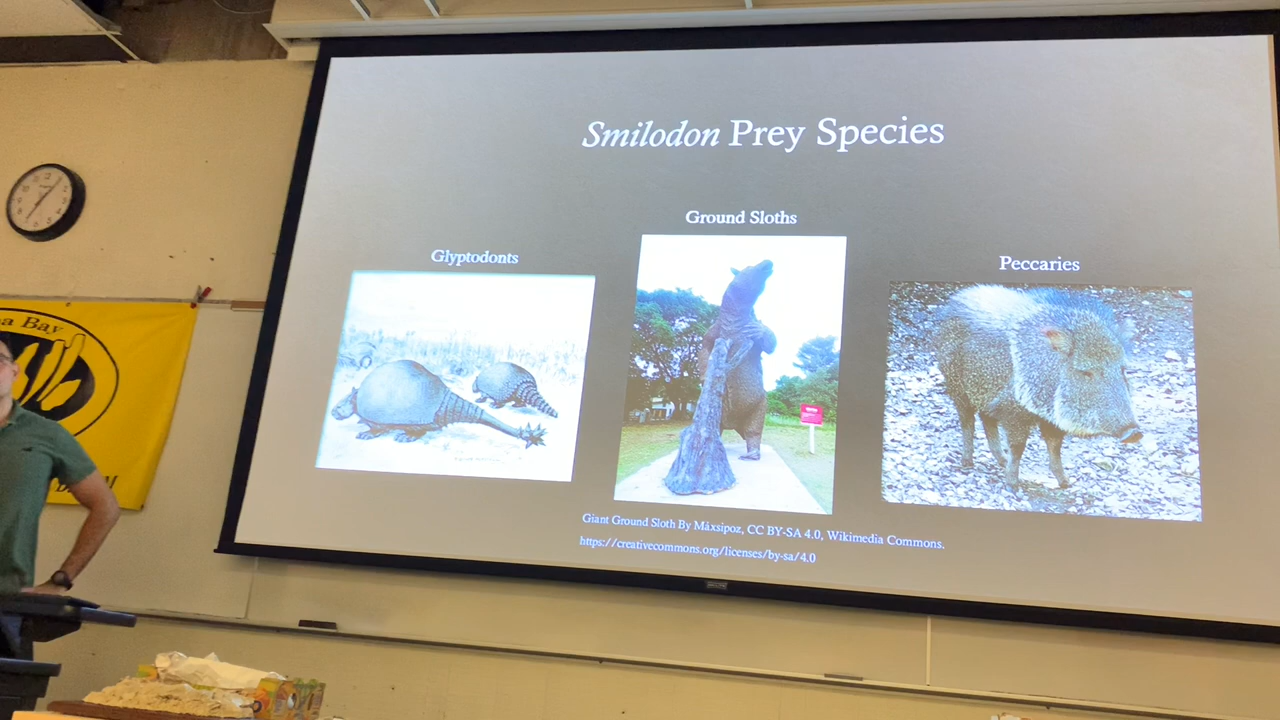 Smilodon Prey Species
Ground Sloths
Glyptodonts
Peccaries
Giant Ground Sloth By Máxsipoz, CC BY-SA 4.0, Wikimedia Commons.
https://creativecommons.org/licenses/by-sa/4.0
a Bay